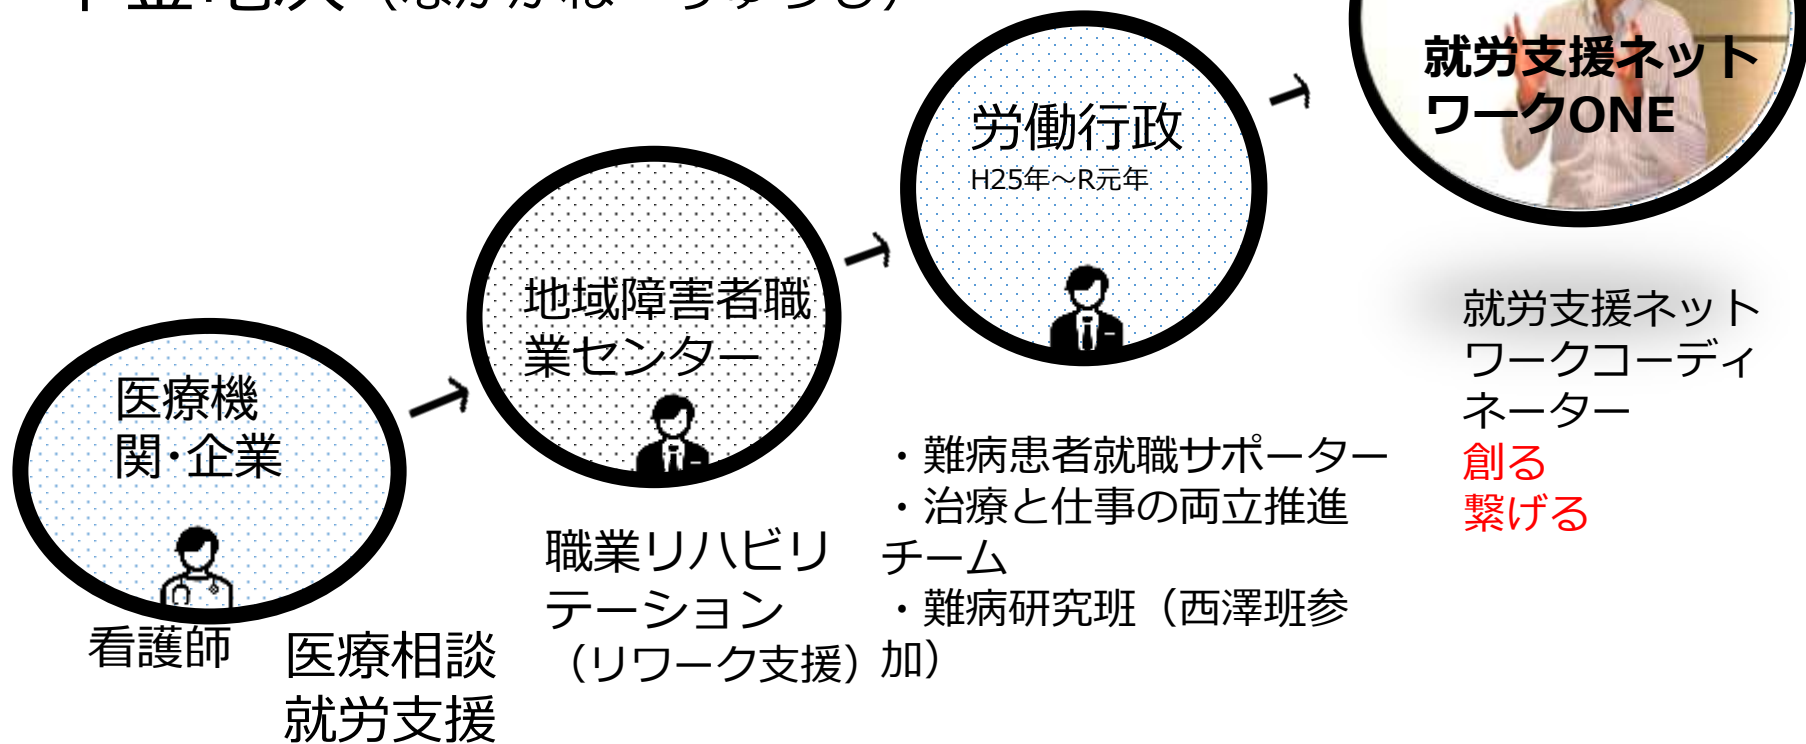 就労支援ネット
ワークONE
労働行政
H25年～R元年
地域障害者職
業センター
医療機
関・企業
看護師
医療相談
就労支援
職業リハビリ
テーション
（リワーク支援）
・難病患者就職サポーター
・治療と仕事の両立推進
チーム
・難病研究班（西澤班参
加）
就労支援ネット
ワークコーディ
ネーター
創る
繋げる